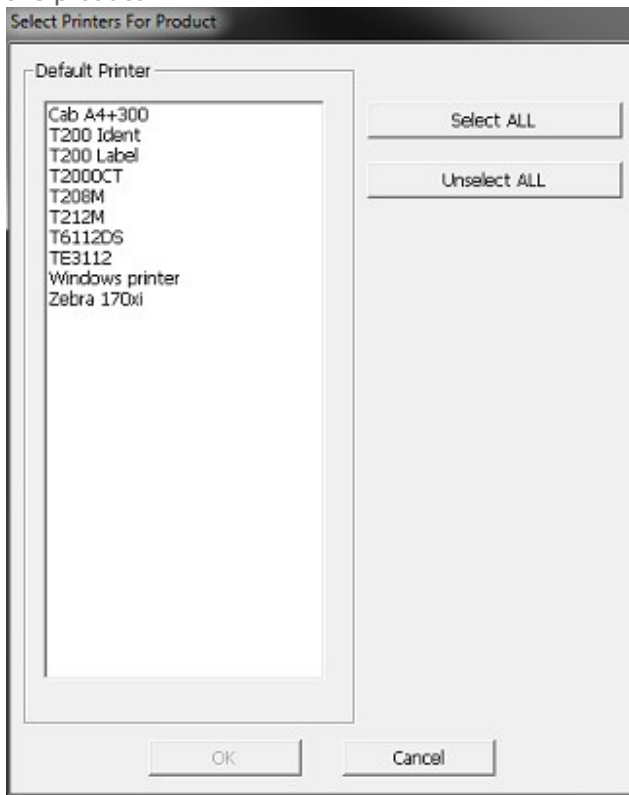 Select Printers For Product
Default Printer
Cab A4+300
T200 Ident
T200 Label
T2000CT
T208M
T212M
T6112DS
TE3112
Windows printer
Zebra 170xi
Select ALL
Unselect ALL
OK
Cancel